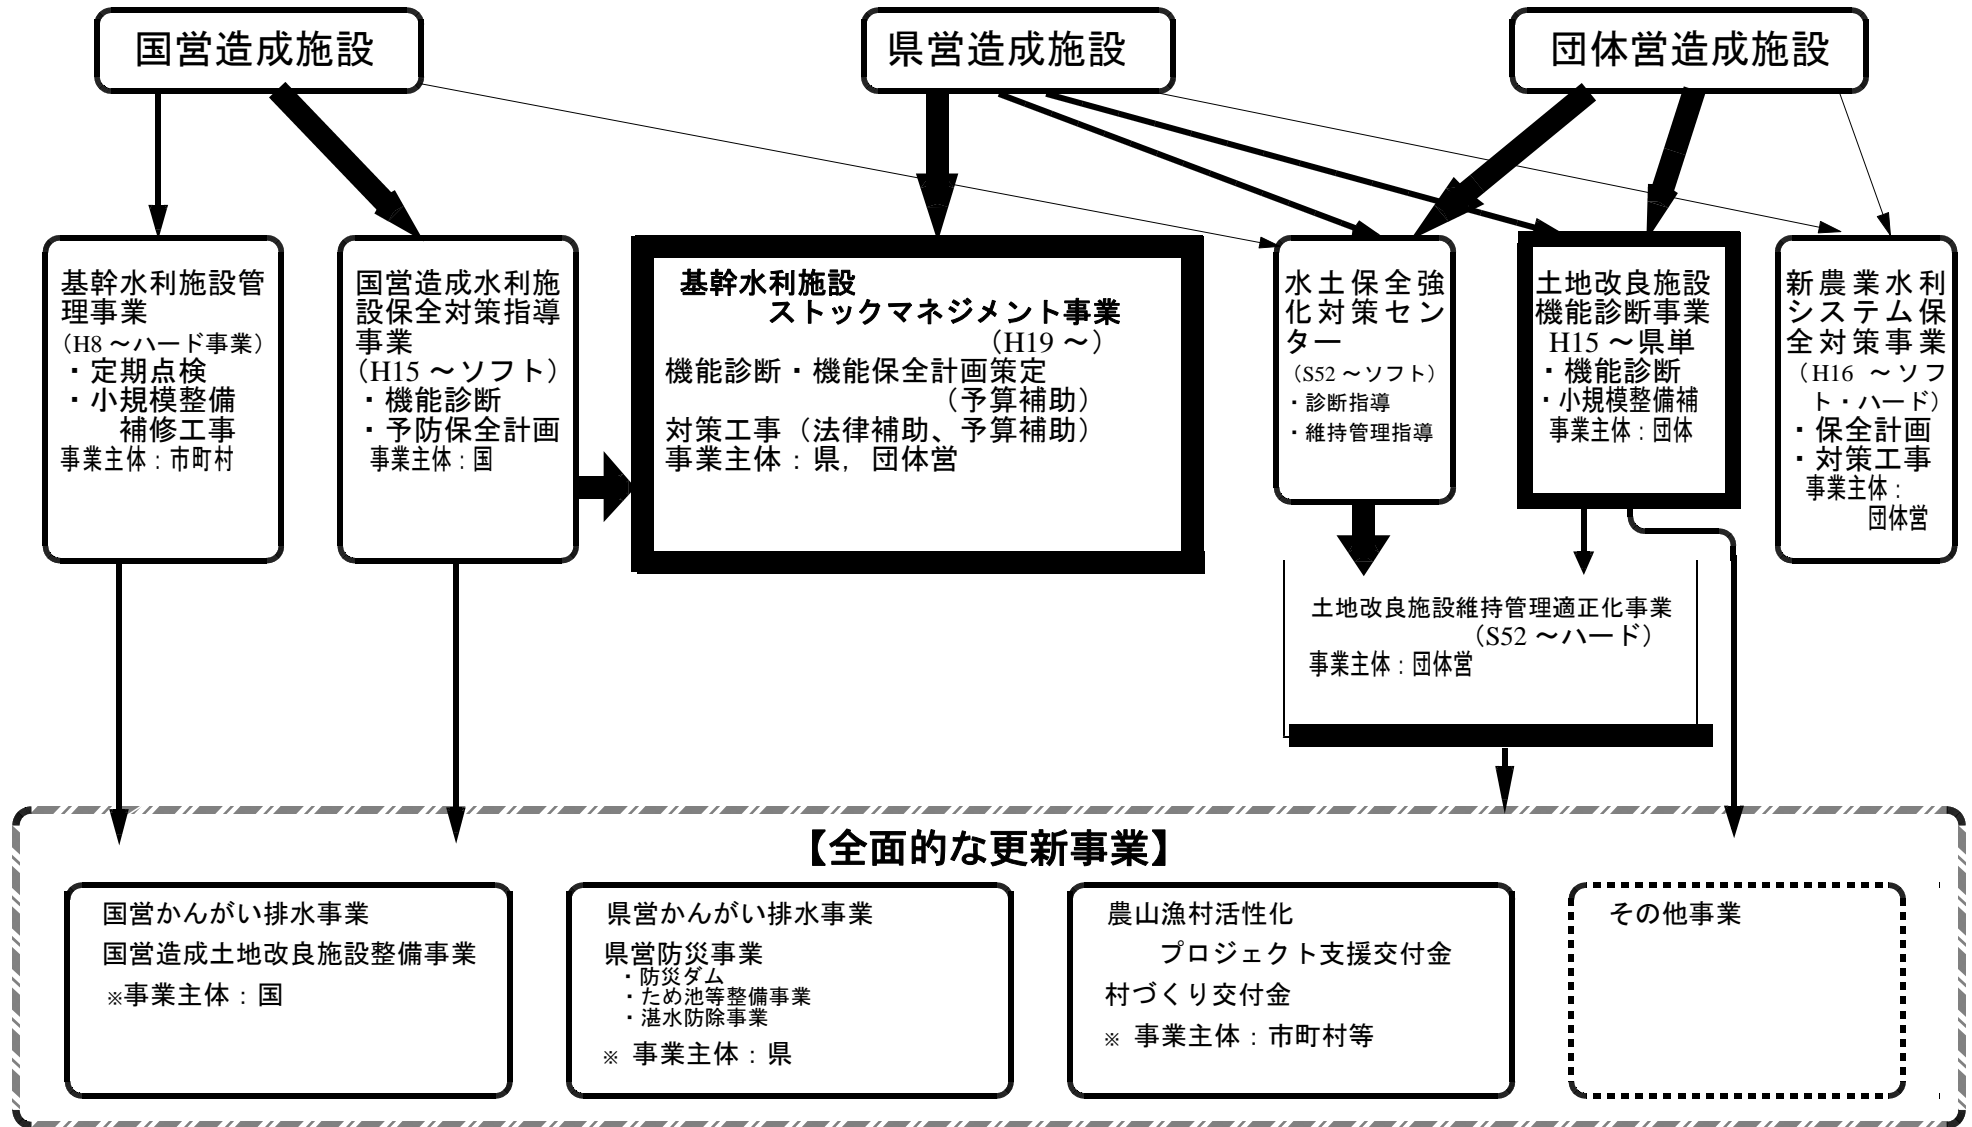 国営造成施設
県営造成施設
団体営造成施設
基幹水利施設管
理事業
（H8～ハード事業）
・定期点検
・小規模整備
補修工事
事業主体：市町村
国営造成水利施
設保全対策指導
事業
（H15～ソフト）
・機能診断
・予防保全計画
事業主体：国
基幹水利施設
ストックマネジメント事業
（H19～）
機能診断・機能保全計画策定
（予算補助）
対策工事（法律補助、予算補助）
事業主体：県，団体営
水土保全強
化対策セン
ター
（S52～ソフト）
・診断指導
・維持管理指導
土地改良施設
機能診断事業
H15～県単
・機能診断
・小規模整備補
事業主体：団体
新農業水利
システム保
全対策事業
（H16 ～ソフ
ト・ハード）
・保全計画
・対策工事
事業主体：
団体営
土地改良施設維持管理適正化事業
（S52～ハード）
事業主体：団体営
【全面的な更新事業】
国営かんがい排水事業
国営造成土地改良施設整備事業
※事業主体：国
県営かんがい排水事業
県営防災事業
・防災ダム
・ため池等整備事業
・湛水防除事業
※ 事業主体：県
農山漁村活性化
プロジェクト支援交付金
村づくり交付金
※ 事業主体：市町村等
その他事業